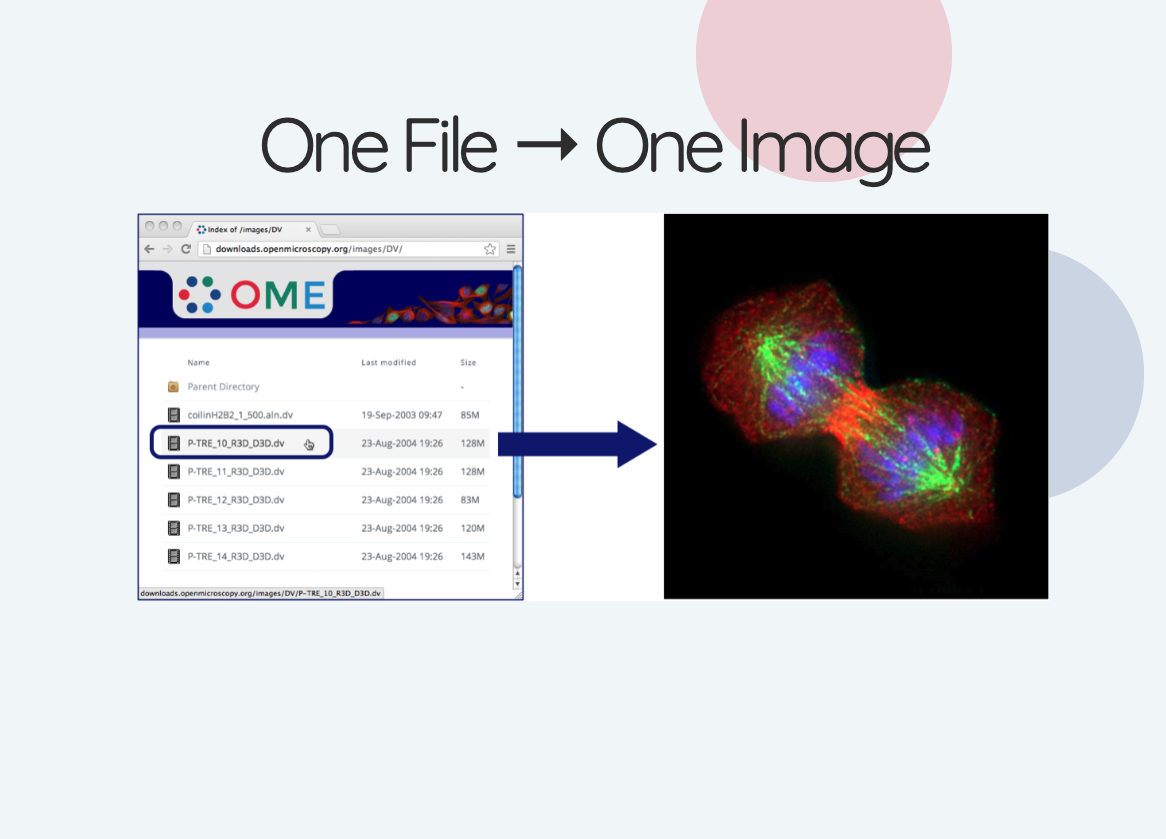 One File → One Image
Index of /images/DV
downloads.openmicroscopy.org/images/DV/
OME
Name Last modified Size
Parent Directory -
coilinH2B2_1_500.aln.dv 19-Sep-2003 09:47 85M
P-TRE_10_R3D_D3D.dv 23-Aug-2004 19:26 128M
P-TRE_11_R3D_D3D.dv 23-Aug-2004 19:26 128M
P-TRE_12_R3D_D3D.dv 23-Aug-2004 19:26 83M
P-TRE_13_R3D_D3D.dv 23-Aug-2004 19:26 120M
P-TRE_14_R3D_D3D.dv 23-Aug-2004 19:26 143M
downloads.openmicroscopy.org/images/DV/P-TRE_10_R3D_D3D.dv